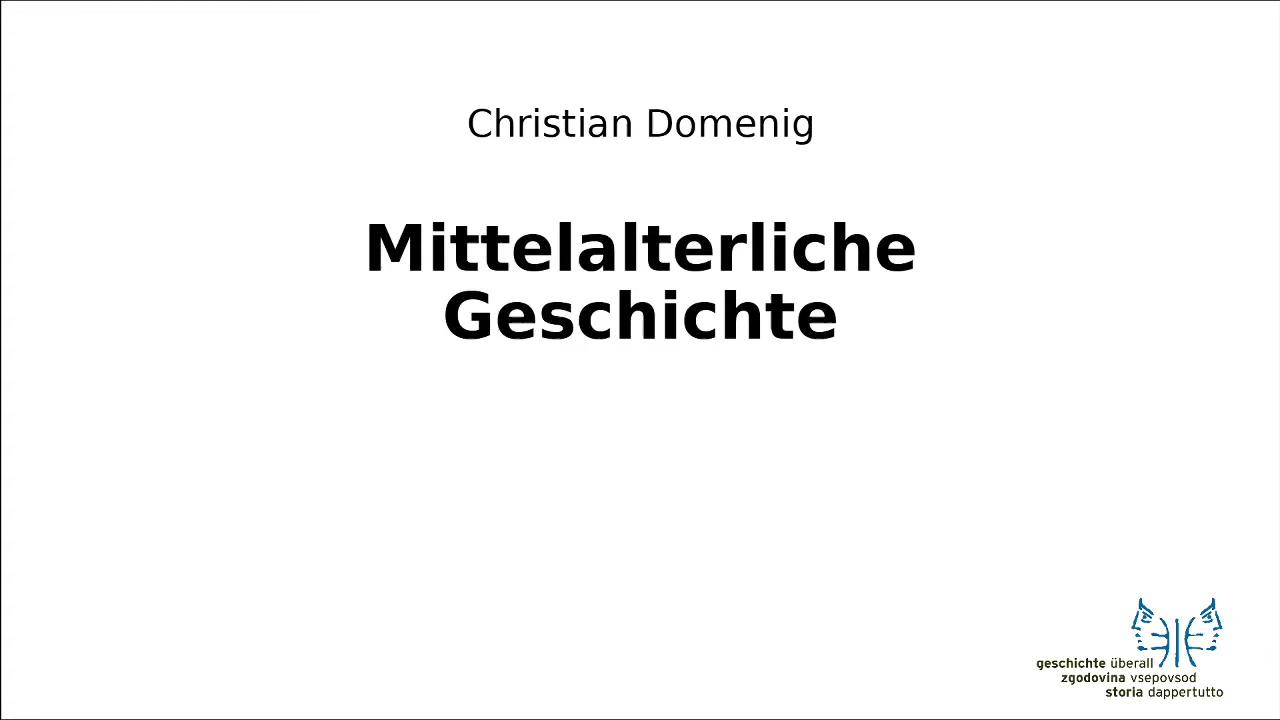 Christian Domenig
Mittelalterliche
Geschichte
geschichte überall
zgodovina vsepovsod
storia dappertutto